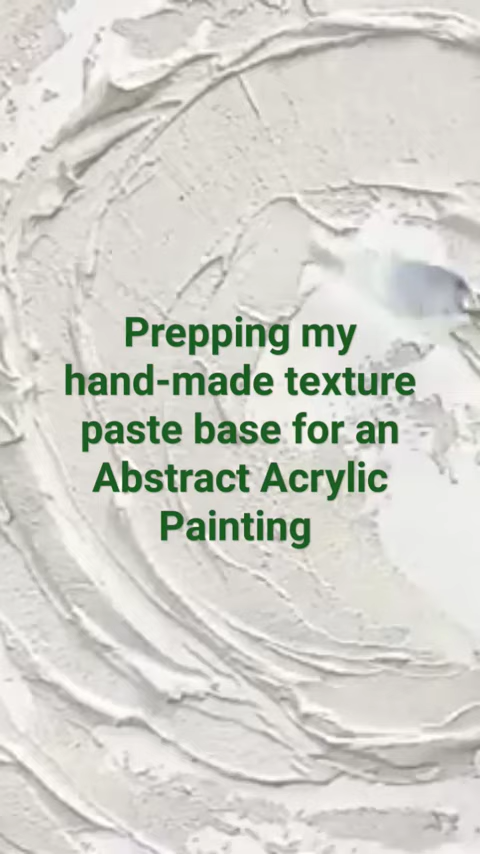 Prepping my
hand-made texture
paste base for an
Abstract Acrylic
Painting